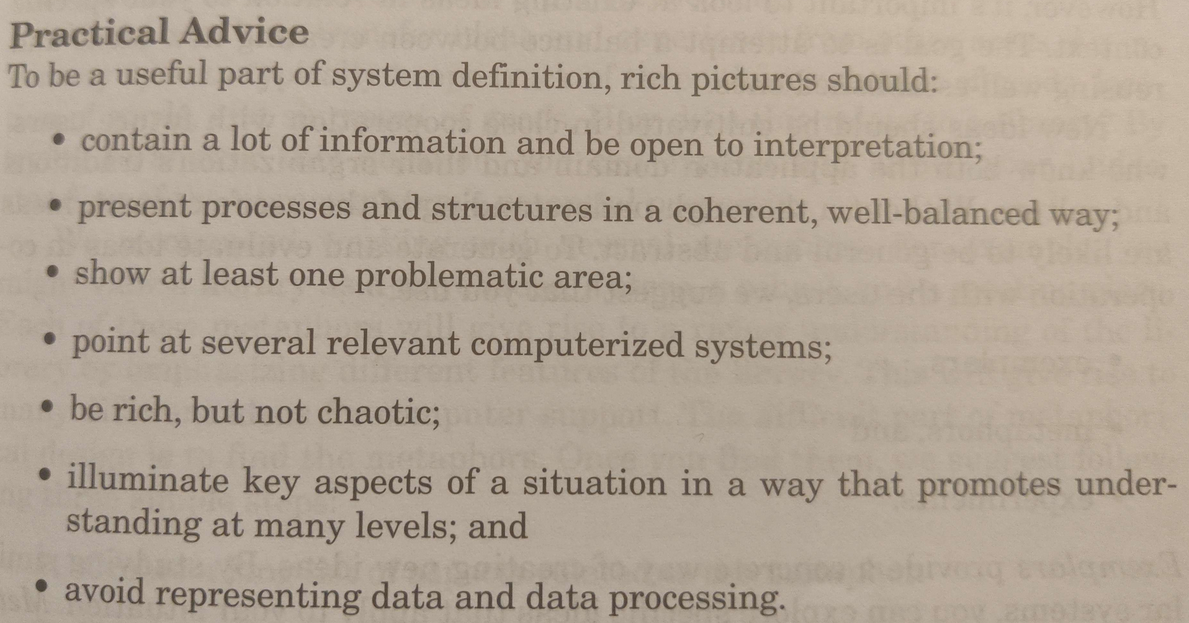 Practical Advice
To be a useful part of system definition, rich pictures should:
• contain a lot of information and be open to interpretation;
• present processes and structures in a coherent, well-balanced way;
• show at least one problematic area;
• point at several relevant computerized systems;
• be rich, but not chaotic;
• illuminate key aspects of a situation in a way that promotes under-
standing at many levels; and
• avoid representing data and data processing.